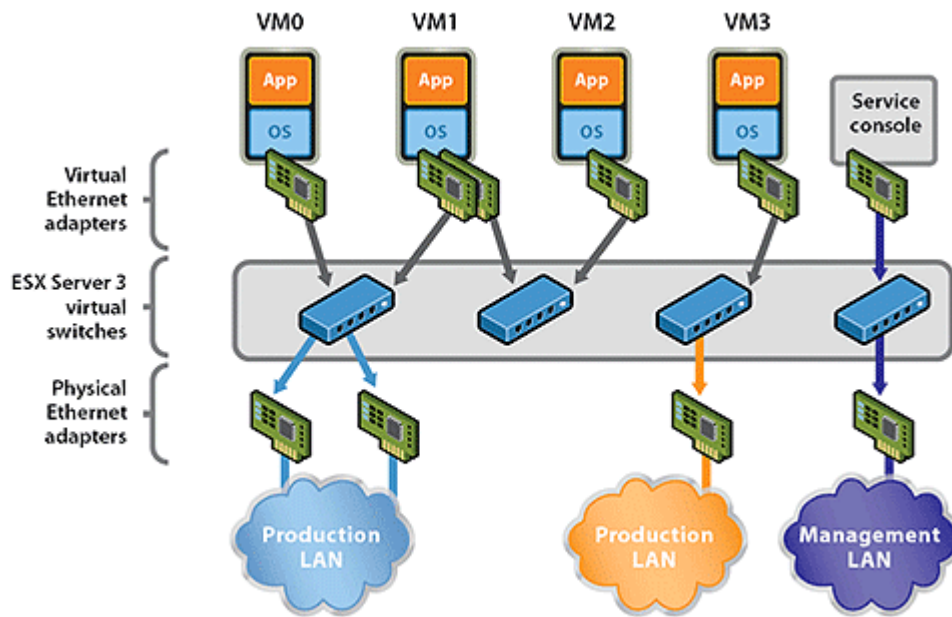 VM0
VM1
VM2
VM3
App
App
App
App
OS
OS
OS
OS
Service
console
Virtual
Ethernet
adapters
ESX Server 3
virtual
switches
Physical
Ethernet
adapters
Production
LAN
Production
LAN
Management
LAN